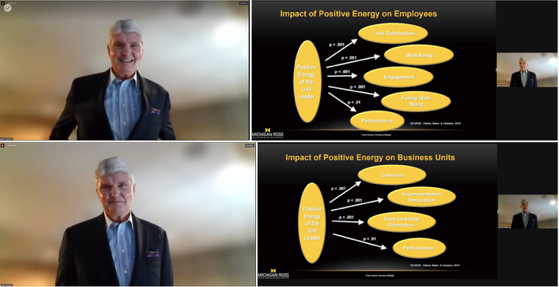 Impact of Positive Energy on Employees
Positive
Energy
of the
Unit
Leader
p < .001
p < .001
p < .001
p < .001
p < .01
Job Satisfaction
Well-Being
Engagement
Family Well-
Being
Performance
MICHIGAN ROSS
Impact of Positive Energy on Business Units
Positive
Energy
of the
Unit
Leader
p < .001
p < .001
p < .001
p < .01
Cohesion
Experimentation
Orientation
Team Learning
Orientation
Performance
MICHIGAN ROSS